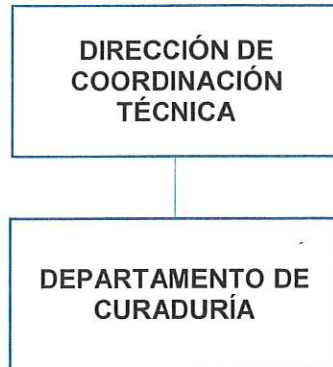 DIRECCIÓN DE
COORDINACIÓN
TÉCNICA
DEPARTAMENTO DE
CURADURÍA